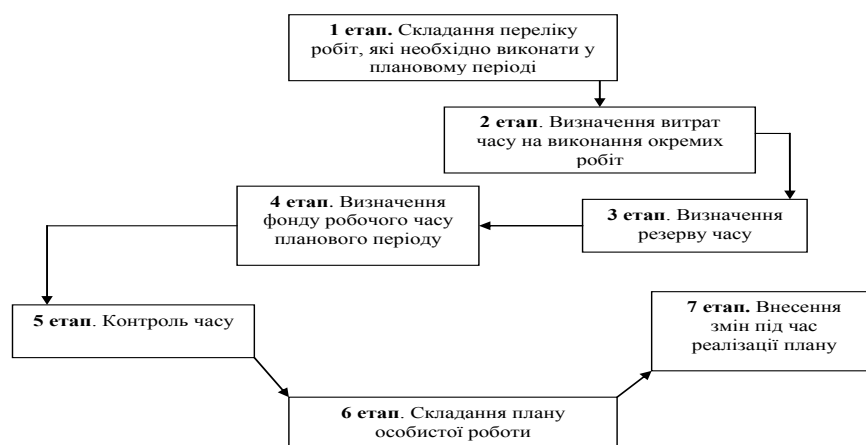 1 етап. Складання переліку
робіт, які необхідно виконати у
плановому періоді
2 етап. Визначення витрат
часу на виконання окремих
робіт
3 етап. Визначення
резерву часу
4 етап. Визначення
фонду робочого часу
планового періоду
5 етап. Контроль часу
6 етап. Складання плану
особистої роботи
7 етап. Внесення
змін під час
реалізації плану